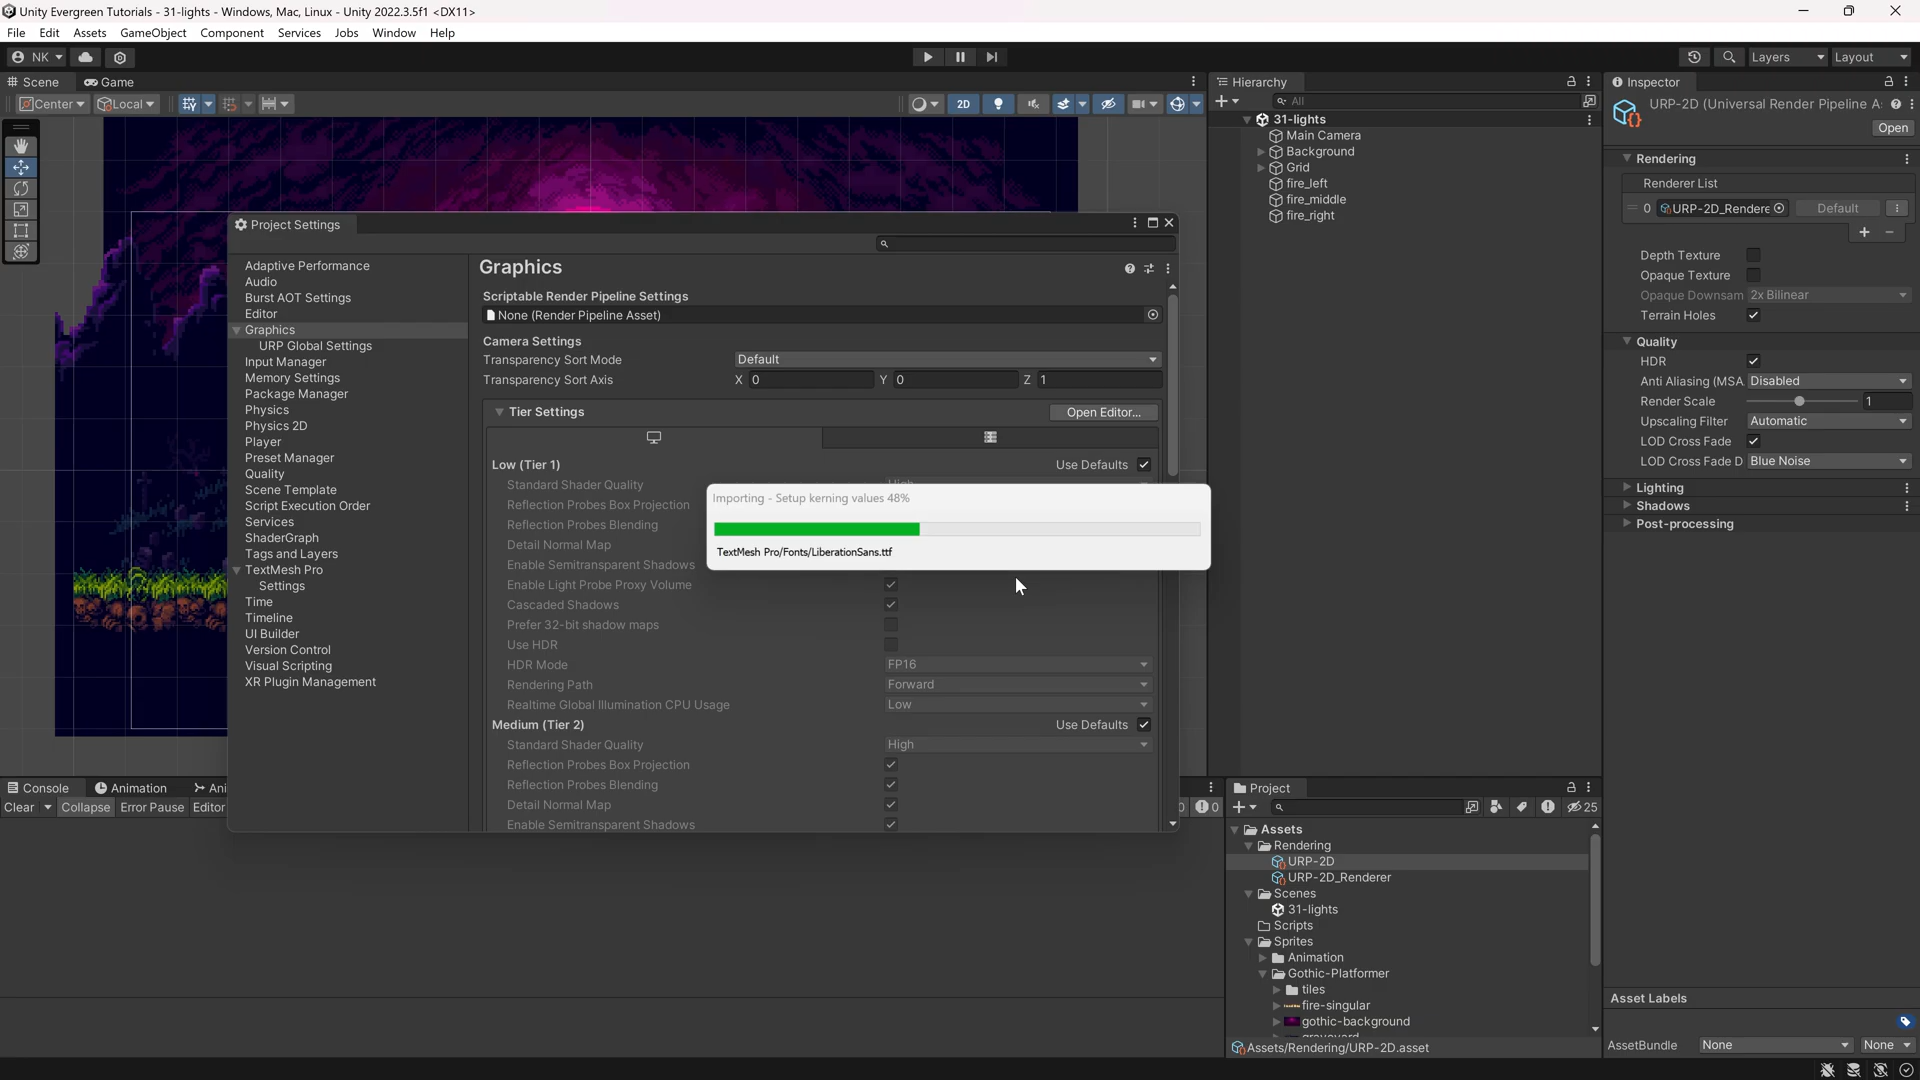 Unity Evergreen Tutorials - 31-lights - Windows, Mac, Linux - Unity 2022.3.5f1 <DX11>
File Edit Assets GameObject Component Services Jobs Window Help
NK Layers Layout
Scene Game
Center Local 2D
Hierarchy
All
31-lights
Main Camera
Background
Grid
fire_left
fire_middle
fire_right
Project Settings
Adaptive Performance
Audio
Burst AOT Settings
Editor
Graphics
URP Global Settings
Input Manager
Memory Settings
Package Manager
Physics
Physics 2D
Player
Preset Manager
Quality
Scene Template
Script Execution Order
Services
ShaderGraph
Tags and Layers
TextMesh Pro
Settings
Time
Timeline
UI Builder
Version Control
Visual Scripting
XR Plugin Management
Graphics
Scriptable Render Pipeline Settings
None (Render Pipeline Asset)
Camera Settings
Transparency Sort Mode Default
Transparency Sort Axis X 0 Y 0 Z 1
Tier Settings Open Editor...
Low (Tier 1) Use Defaults
Standard Shader Quality High
Reflection Probes Box Projection
Reflection Probes Blending
Detail Normal Map
Enable Semitransparent Shadows
Enable Light Probe Proxy Volume
Cascaded Shadows
Prefer 32-bit shadow maps
Use HDR
HDR Mode FP16
Rendering Path Forward
Realtime Global Illumination CPU Usage Low
Medium (Tier 2) Use Defaults
Standard Shader Quality High
Reflection Probes Box Projection
Reflection Probes Blending
Detail Normal Map
Enable Semitransparent Shadows
Importing - Setup kerning values 48%
TextMesh Pro/Fonts/LiberationSans.ttf
Console Animation Ani
Clear Collapse Error Pause Editor
0 0
Project
25
Assets
Rendering
URP-2D
URP-2D_Renderer
Scenes
31-lights
Scripts
Sprites
Animation
Gothic-Platformer
tiles
fire-singular
gothic-background
Assets/Rendering/URP-2D.asset
Inspector
URP-2D (Universal Render Pipeline A
Open
Rendering
Renderer List
0 URP-2D_Rendere Default
Depth Texture
Opaque Texture
Opaque Downsam 2x Bilinear
Terrain Holes
Quality
HDR
Anti Aliasing (MSA Disabled
Render Scale 1
Upscaling Filter Automatic
LOD Cross Fade
LOD Cross Fade D Blue Noise
Lighting
Shadows
Post-processing
Asset Labels
AssetBundle None None